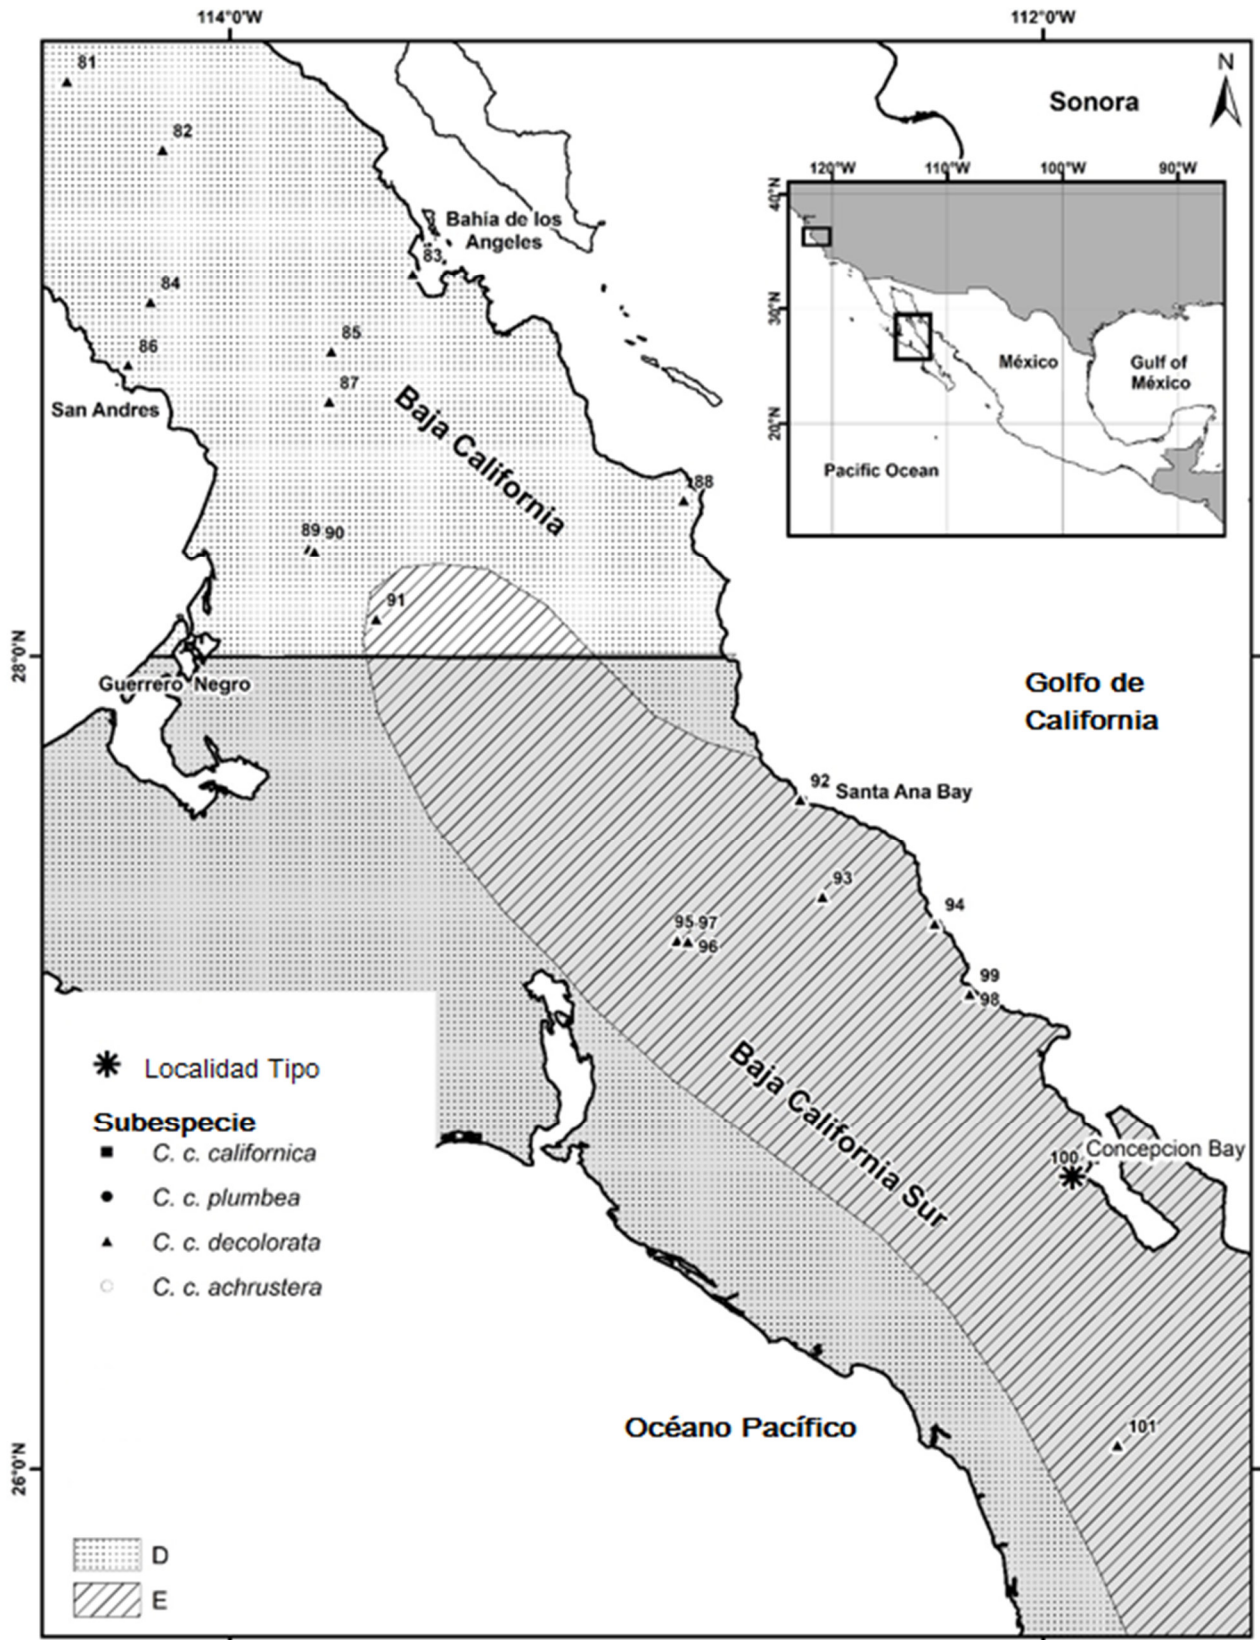 114°0'W
112°0'W
81
N
Sonora
82
120°W
110°W
100°W
90°W
40°N
Bahía de los
Angeles
83
84
30°N
85
86
México
Gulf of
México
87
San Andres
Baja California
20°N
Pacific Ocean
88
89 90
91
28°0'N
Guerrero Negro
Golfo de
California
92
Santa Ana Bay
93
94
95 97
96
99
98
Localidad Tipo
Baja California Sur
Subespecie
C. c. californica
100
Concepcion Bay
C. c. plumbea
C. c. decolorata
C. c. achrustera
Océano Pacífico
101
26°0'N
D
E